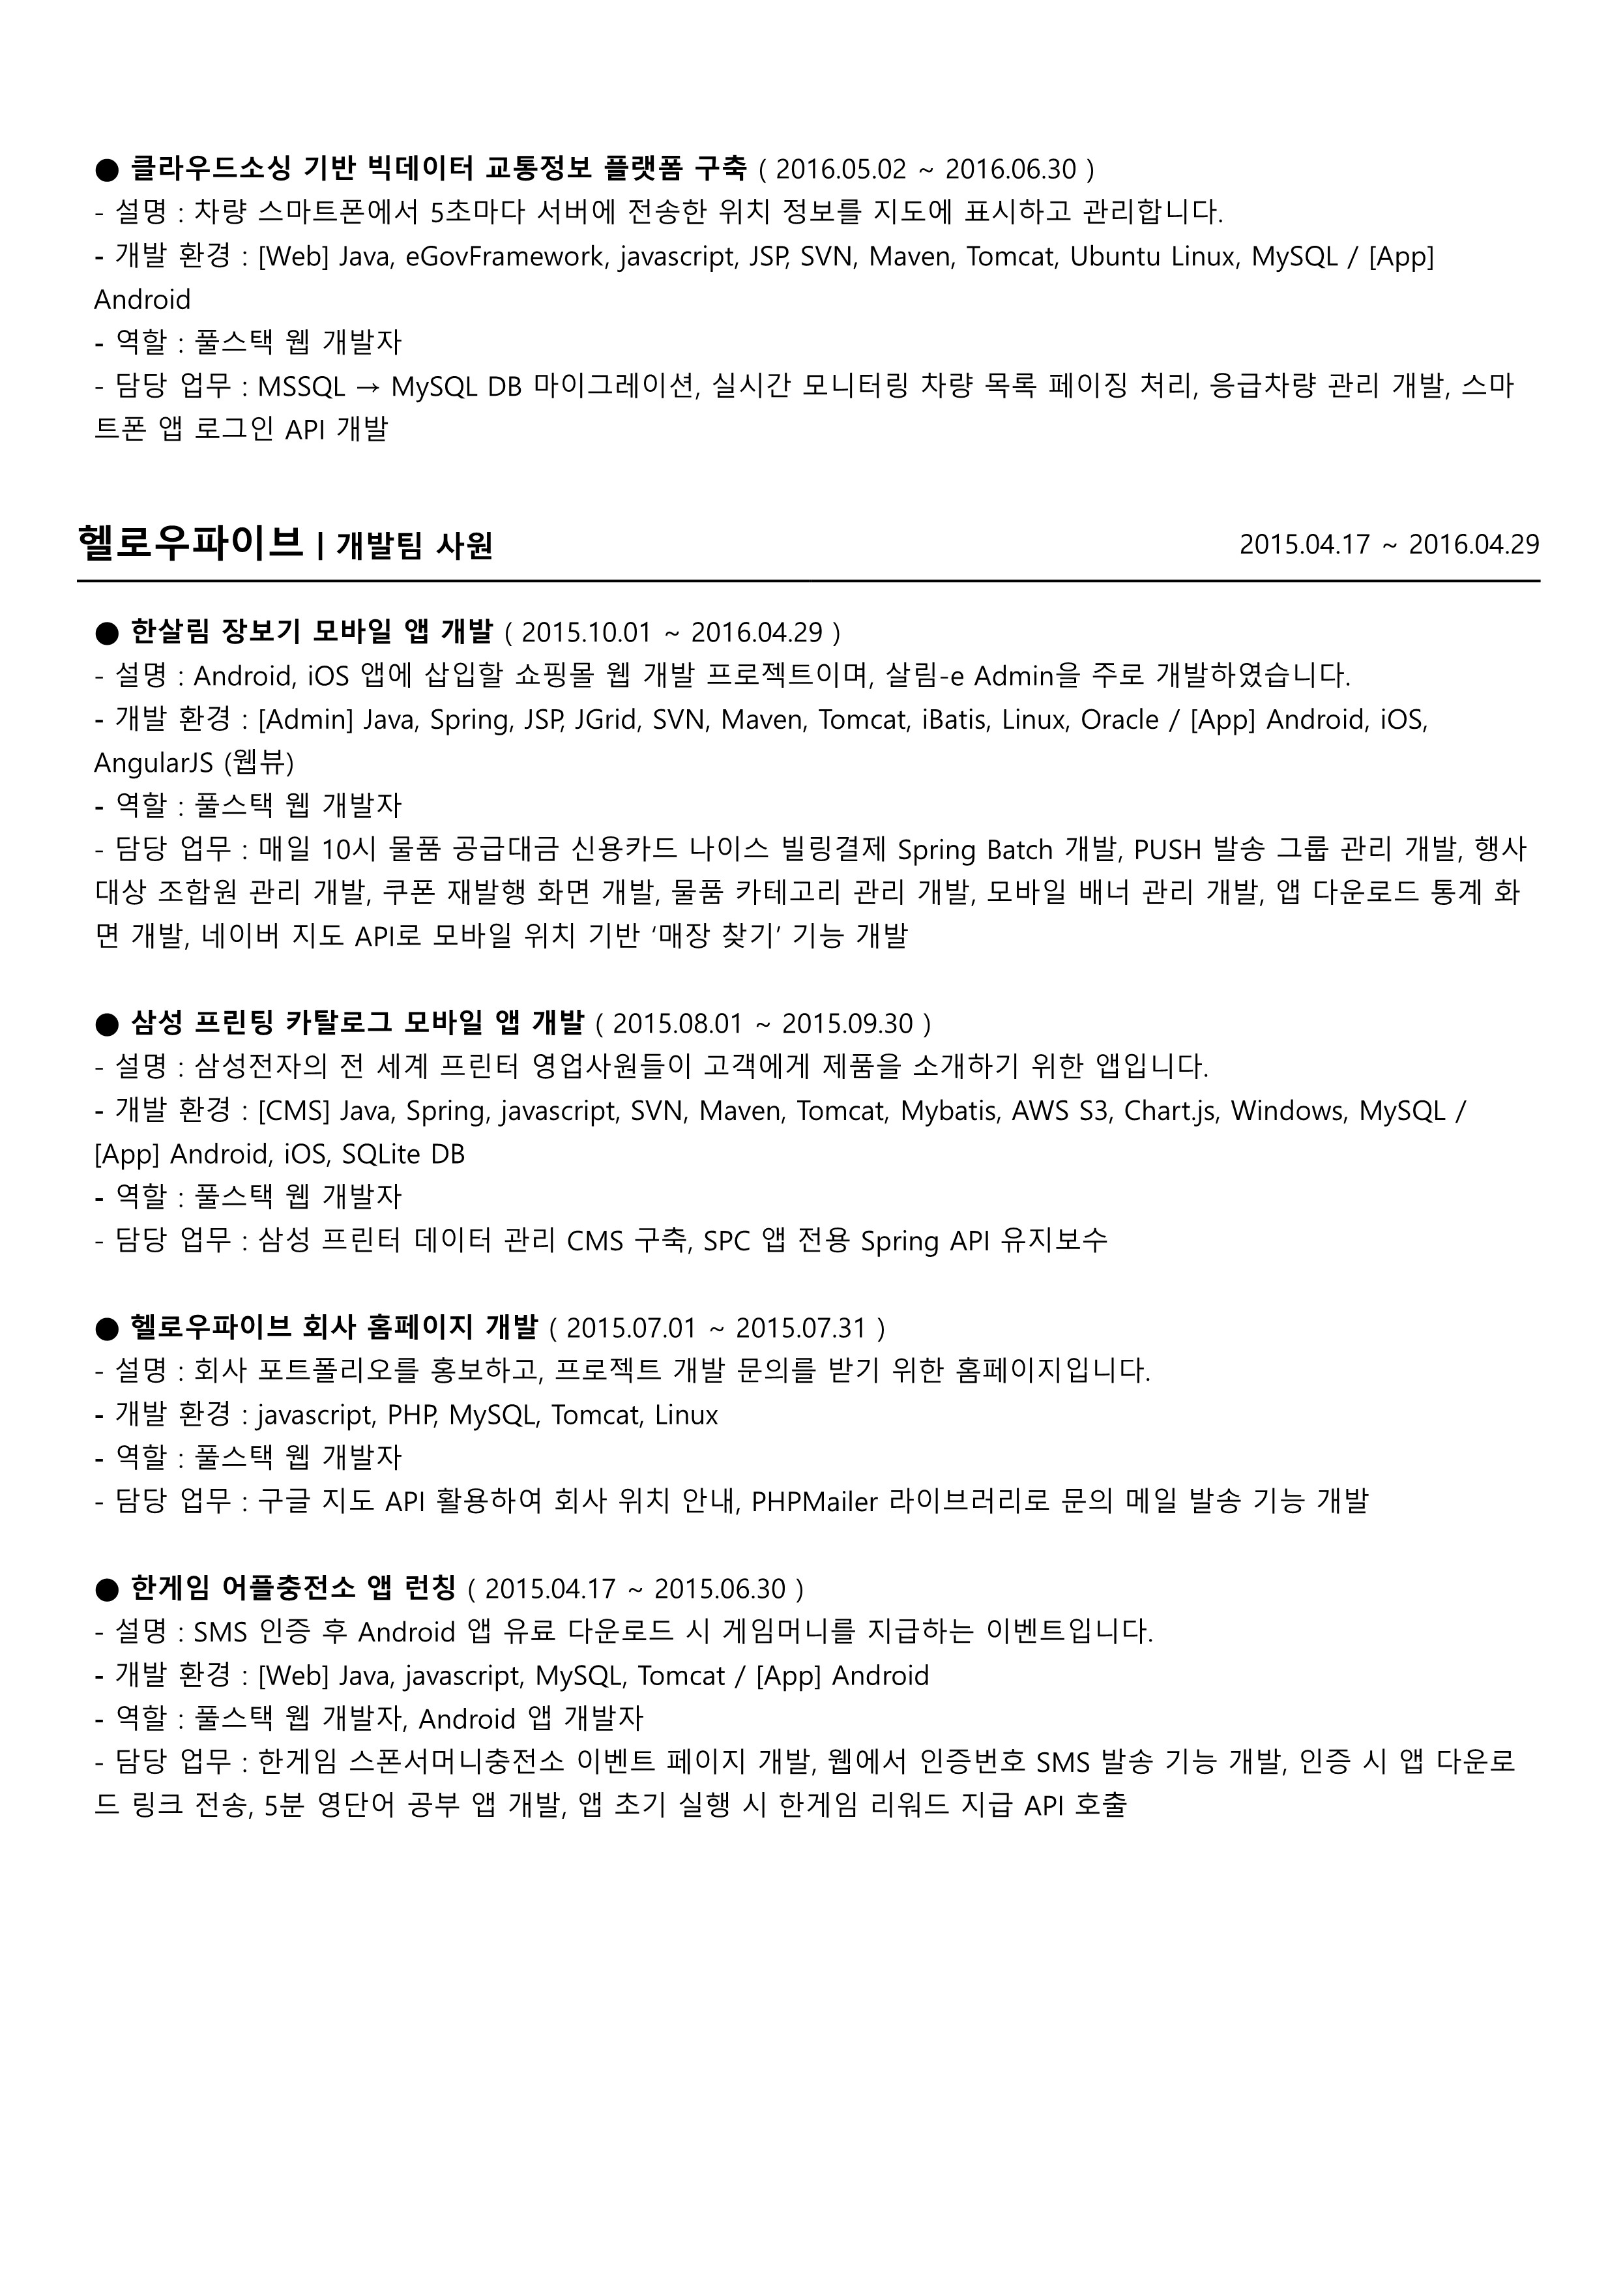 ● 클라우드소싱 기반 빅데이터 교통정보 플랫폼 구축 ( 2016.05.02 ~ 2016.06.30 )
- 설명 : 차량 스마트폰에서 5초마다 서버에 전송한 위치 정보를 지도에 표시하고 관리합니다.
- 개발 환경 : [Web] Java, eGovFramework, javascript, JSP, SVN, Maven, Tomcat, Ubuntu Linux, MySQL / [App]
Android
- 역할 : 풀스택 웹 개발자
- 담당 업무 : MSSQL → MySQL DB 마이그레이션, 실시간 모니터링 차량 목록 페이징 처리, 응급차량 관리 개발, 스마
트폰 앱 로그인 API 개발
헬로우파이브 | 개발팀 사원 2015.04.17 ~ 2016.04.29
● 한살림 장보기 모바일 앱 개발 ( 2015.10.01 ~ 2016.04.29 )
- 설명 : Android, iOS 앱에 삽입할 쇼핑몰 웹 개발 프로젝트이며, 살림-e Admin을 주로 개발하였습니다.
- 개발 환경 : [Admin] Java, Spring, JSP, JGrid, SVN, Maven, Tomcat, iBatis, Linux, Oracle / [App] Android, iOS,
AngularJS (웹뷰)
- 역할 : 풀스택 웹 개발자
- 담당 업무 : 매일 10시 물품 공급대금 신용카드 나이스 빌링결제 Spring Batch 개발, PUSH 발송 그룹 관리 개발, 행사
대상 조합원 관리 개발, 쿠폰 재발행 화면 개발, 물품 카테고리 관리 개발, 모바일 배너 관리 개발, 앱 다운로드 통계 화
면 개발, 네이버 지도 API로 모바일 위치 기반 ‘매장 찾기’ 기능 개발
● 삼성 프린팅 카탈로그 모바일 앱 개발 ( 2015.08.01 ~ 2015.09.30 )
- 설명 : 삼성전자의 전 세계 프린터 영업사원들이 고객에게 제품을 소개하기 위한 앱입니다.
- 개발 환경 : [CMS] Java, Spring, javascript, SVN, Maven, Tomcat, Mybatis, AWS S3, Chart.js, Windows, MySQL /
[App] Android, iOS, SQLite DB
- 역할 : 풀스택 웹 개발자
- 담당 업무 : 삼성 프린터 데이터 관리 CMS 구축, SPC 앱 전용 Spring API 유지보수
● 헬로우파이브 회사 홈페이지 개발 ( 2015.07.01 ~ 2015.07.31 )
- 설명 : 회사 포트폴리오를 홍보하고, 프로젝트 개발 문의를 받기 위한 홈페이지입니다.
- 개발 환경 : javascript, PHP, MySQL, Tomcat, Linux
- 역할 : 풀스택 웹 개발자
- 담당 업무 : 구글 지도 API 활용하여 회사 위치 안내, PHPMailer 라이브러리로 문의 메일 발송 기능 개발
● 한게임 어플충전소 앱 런칭 ( 2015.04.17 ~ 2015.06.30 )
- 설명 : SMS 인증 후 Android 앱 유료 다운로드 시 게임머니를 지급하는 이벤트입니다.
- 개발 환경 : [Web] Java, javascript, MySQL, Tomcat / [App] Android
- 역할 : 풀스택 웹 개발자, Android 앱 개발자
- 담당 업무 : 한게임 스폰서머니충전소 이벤트 페이지 개발, 웹에서 인증번호 SMS 발송 기능 개발, 인증 시 앱 다운로
드 링크 전송, 5분 영단어 공부 앱 개발, 앱 초기 실행 시 한게임 리워드 지급 API 호출